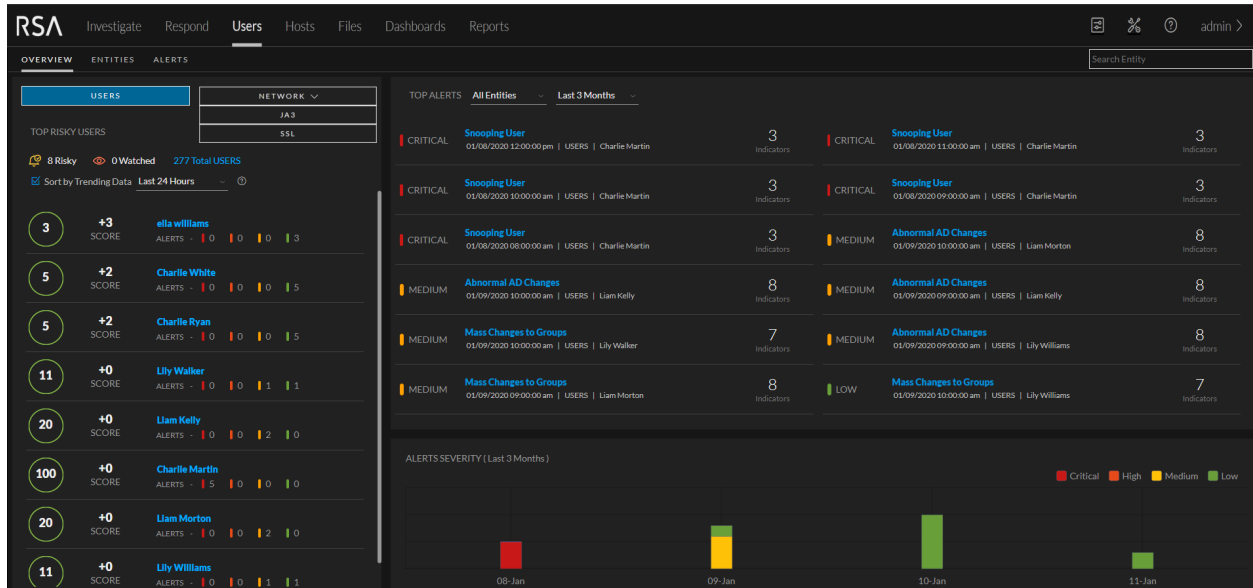 RSA Investigate Respond Users Hosts Files Dashboards Reports admin >
OVERVIEW ENTITIES ALERTS
Search Entity
USERS
NETWORK
JA3
SSL
TOP RISKY USERS
8 Risky 0 Watched 277 Total USERS
Sort by Trending Data Last 24 Hours
3 +3 SCORE ella williams
ALERTS - 0 0 0 3
5 +2 SCORE Charlie White
ALERTS - 0 0 0 5
5 +2 SCORE Charlie Ryan
ALERTS - 0 0 0 5
11 +0 SCORE Lily Walker
ALERTS - 0 0 1 1
20 +0 SCORE Liam Kelly
ALERTS - 0 0 2 0
100 +0 SCORE Charlie Martin
ALERTS - 5 0 0 0
20 +0 SCORE Liam Morton
ALERTS - 0 0 2 0
11 +0 SCORE Lily Williams
ALERTS - 0 0 1 1
TOP ALERTS All Entities Last 3 Months
CRITICAL Snooping User 3
01/08/2020 12:00:00 pm | USERS | Charlie Martin Indicators
CRITICAL Snooping User 3
01/08/2020 11:00:00 am | USERS | Charlie Martin Indicators
CRITICAL Snooping User 3
01/08/2020 10:00:00 am | USERS | Charlie Martin Indicators
CRITICAL Snooping User 3
01/08/2020 09:00:00 am | USERS | Charlie Martin Indicators
CRITICAL Snooping User 3
01/08/2020 08:00:00 am | USERS | Charlie Martin Indicators
MEDIUM Abnormal AD Changes 8
01/09/2020 10:00:00 am | USERS | Liam Morton Indicators
MEDIUM Abnormal AD Changes 8
01/09/2020 10:00:00 am | USERS | Liam Kelly Indicators
MEDIUM Abnormal AD Changes 8
01/09/2020 09:00:00 am | USERS | Liam Kelly Indicators
MEDIUM Mass Changes to Groups 7
01/09/2020 10:00:00 am | USERS | Lily Walker Indicators
MEDIUM Abnormal AD Changes 8
01/09/2020 09:00:00 am | USERS | Lily Williams Indicators
MEDIUM Mass Changes to Groups 8
01/09/2020 09:00:00 am | USERS | Liam Morton Indicators
LOW Mass Changes to Groups 7
01/09/2020 10:00:00 am | USERS | Lily Williams Indicators
ALERTS SEVERITY ( Last 3 Months )
Critical High Medium Low
08-Jan 09-Jan 10-Jan 11-Jan